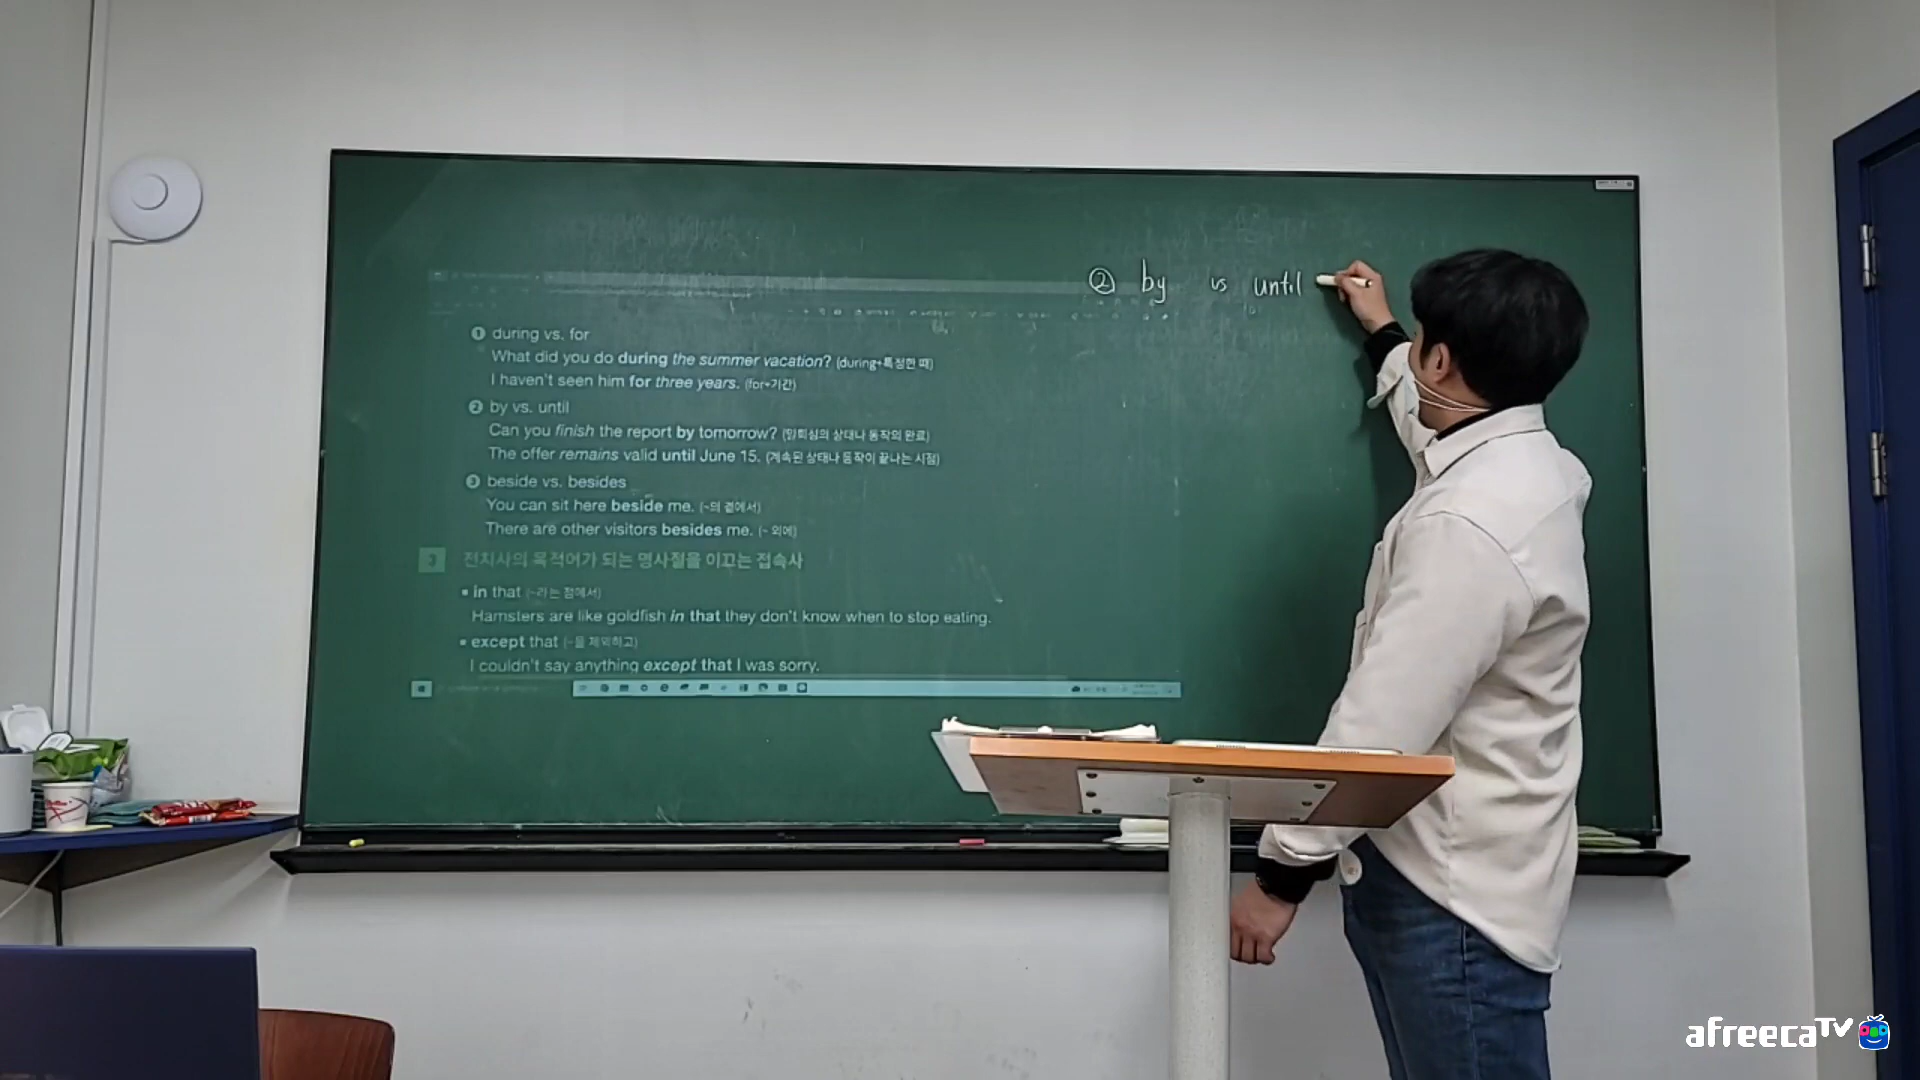 ② by vs until
❶ during vs. for
What did you do during the summer vacation? (during+특정한 때)
I haven't seen him for three years. (for+기간)
❷ by vs. until
Can you finish the report by tomorrow? (일회성의 상태나 동작의 완료)
The offer remains valid until June 15. (계속된 상태나 동작이 끝나는 시점)
❸ beside vs. besides
You can sit here beside me. (~의 곁에서)
There are other visitors besides me. (~ 외에)
3 전치사의 목적어가 되는 명사절을 이끄는 접속사
▪ in that (~라는 점에서)
Hamsters are like goldfish in that they don't know when to stop eating.
▪ except that (~을 제외하고)
I couldn't say anything except that I was sorry.
afreecaTV